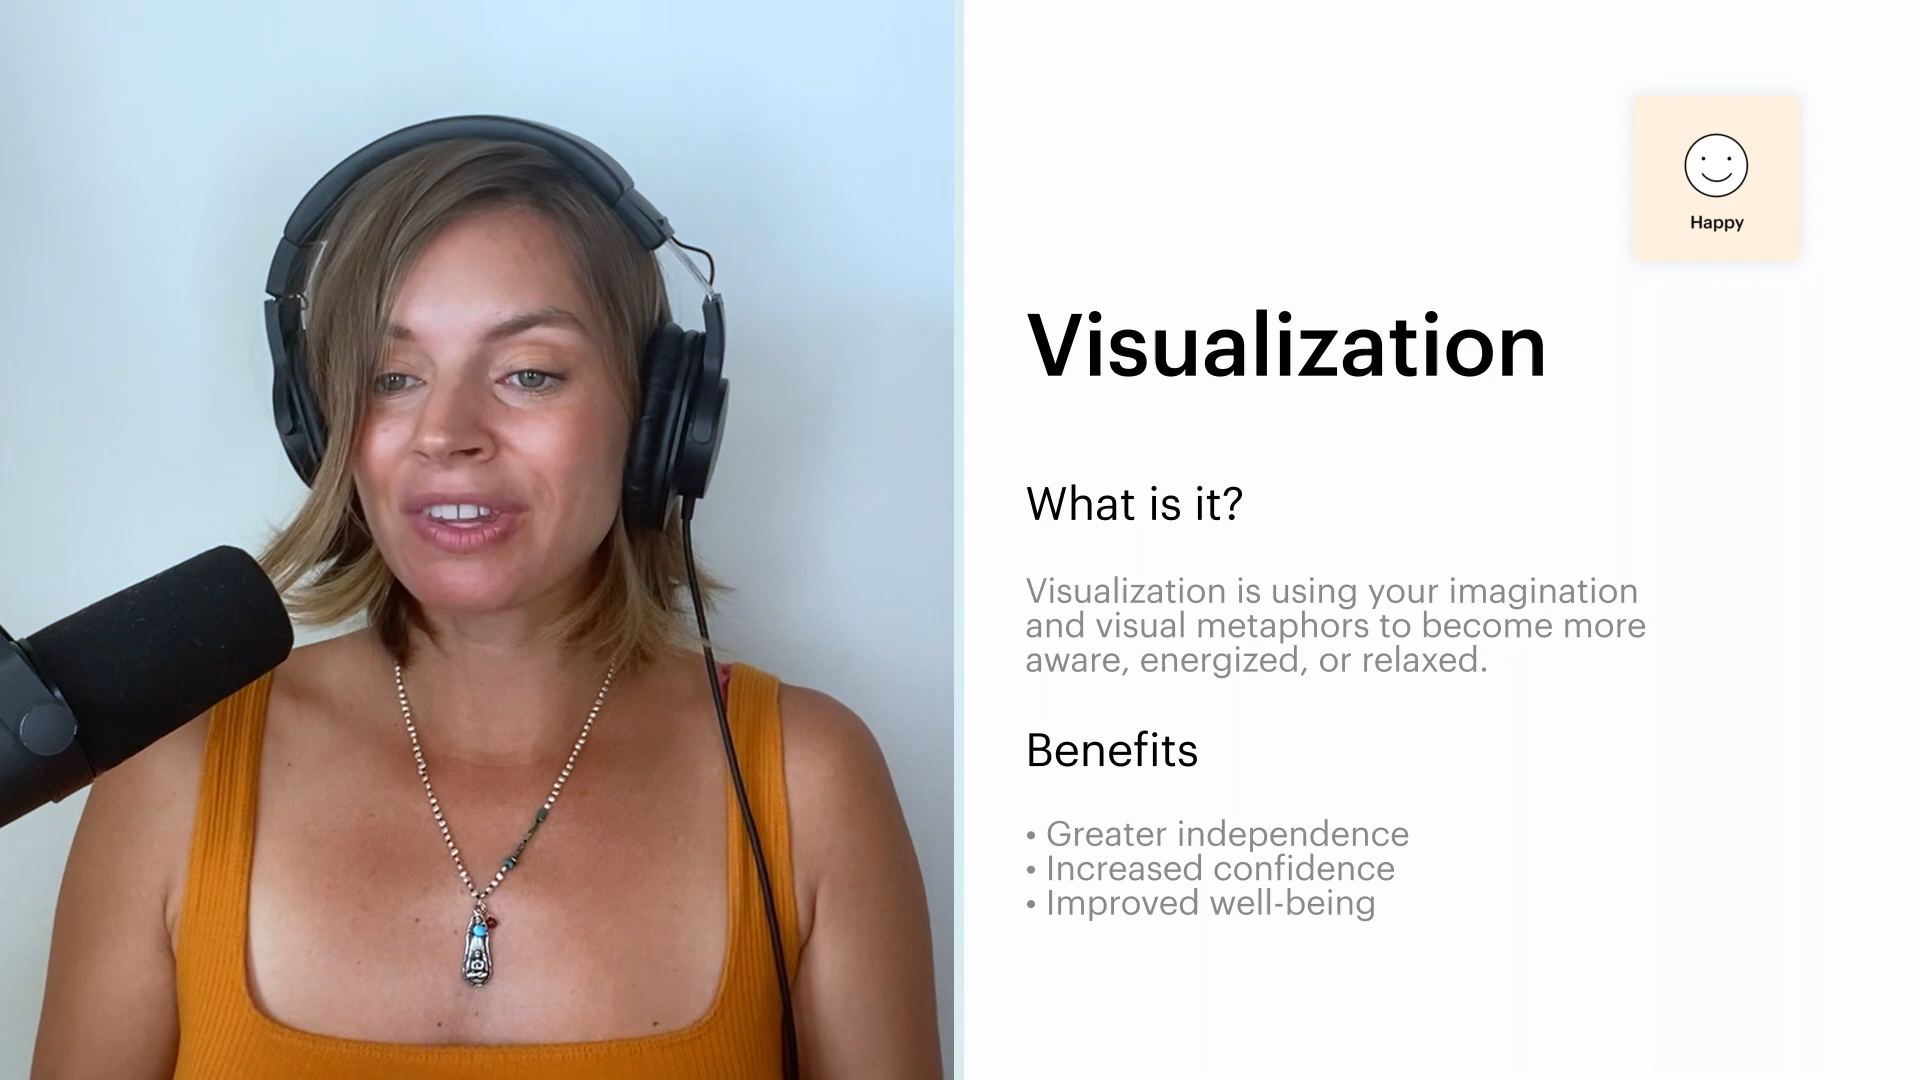 Happy
Visualization
What is it?
Visualization is using your imagination
and visual metaphors to become more
aware, energized, or relaxed.
Benefits
• Greater independence
• Increased confidence
• Improved well-being